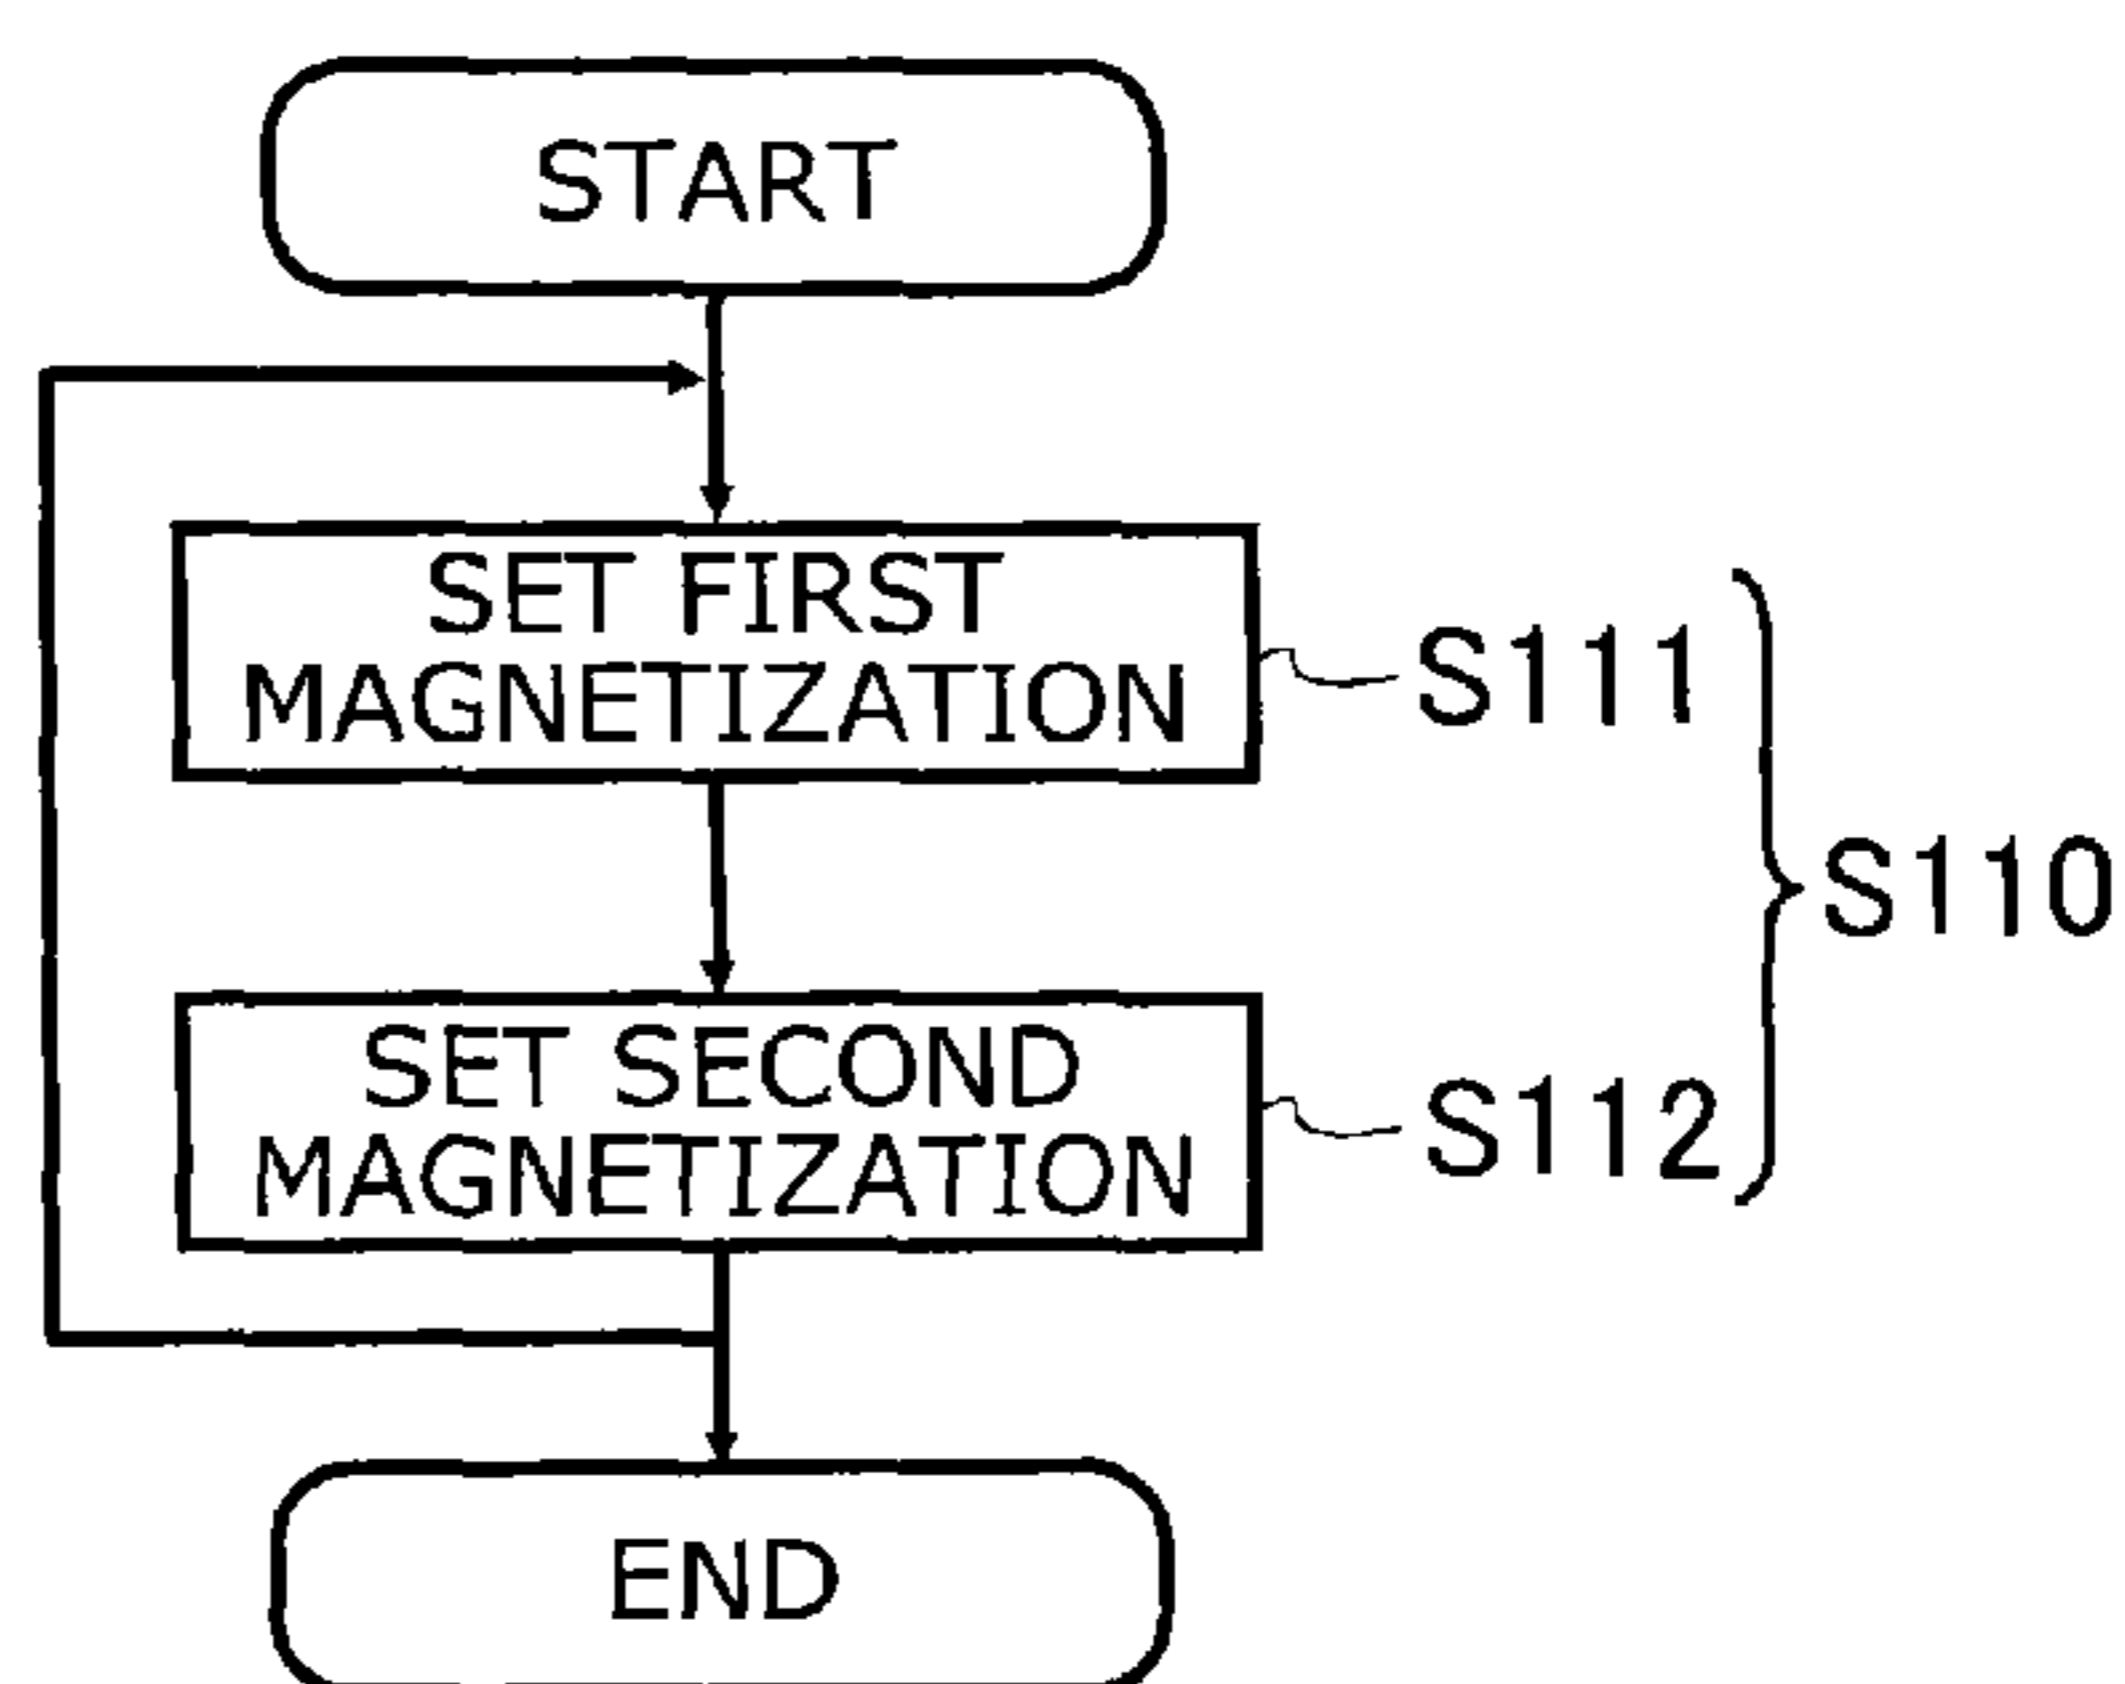 START
SET FIRST
MAGNETIZATION
S111
S110
SET SECOND
MAGNETIZATION
S112
END